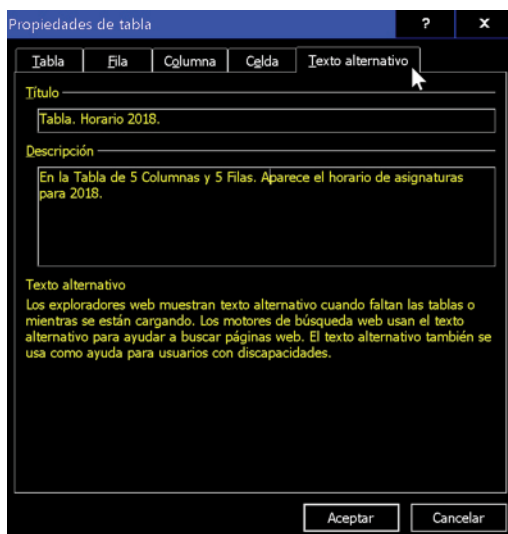 Propiedades de tabla ? x
Tabla Fila Columna Celda Texto alternativo
Título
Tabla. Horario 2018.
Descripción
En la Tabla de 5 Columnas y 5 Filas. Aparece el horario de asignaturas
para 2018.
Texto alternativo
Los exploradores web muestran texto alternativo cuando faltan las tablas o
mientras se están cargando. Los motores de búsqueda web usan el texto
alternativo para ayudar a buscar páginas web. El texto alternativo también se
usa como ayuda para usuarios con discapacidades.
Aceptar Cancelar